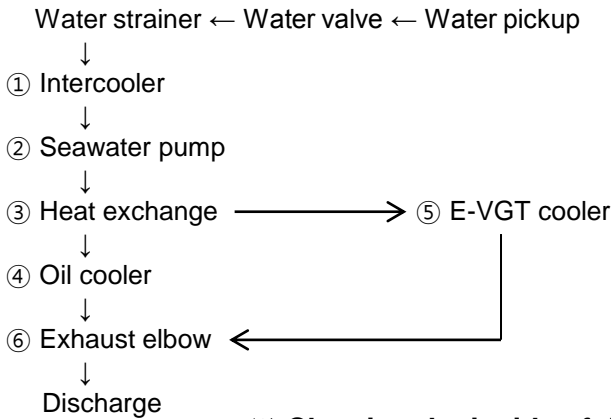 Water strainer ← Water valve ← Water pickup
↓
① Intercooler
↓
② Seawater pump
↓
③ Heat exchange → ⑤ E-VGT cooler
↓
④ Oil cooler
↓
⑥ Exhaust elbow ←
↓
Discharge